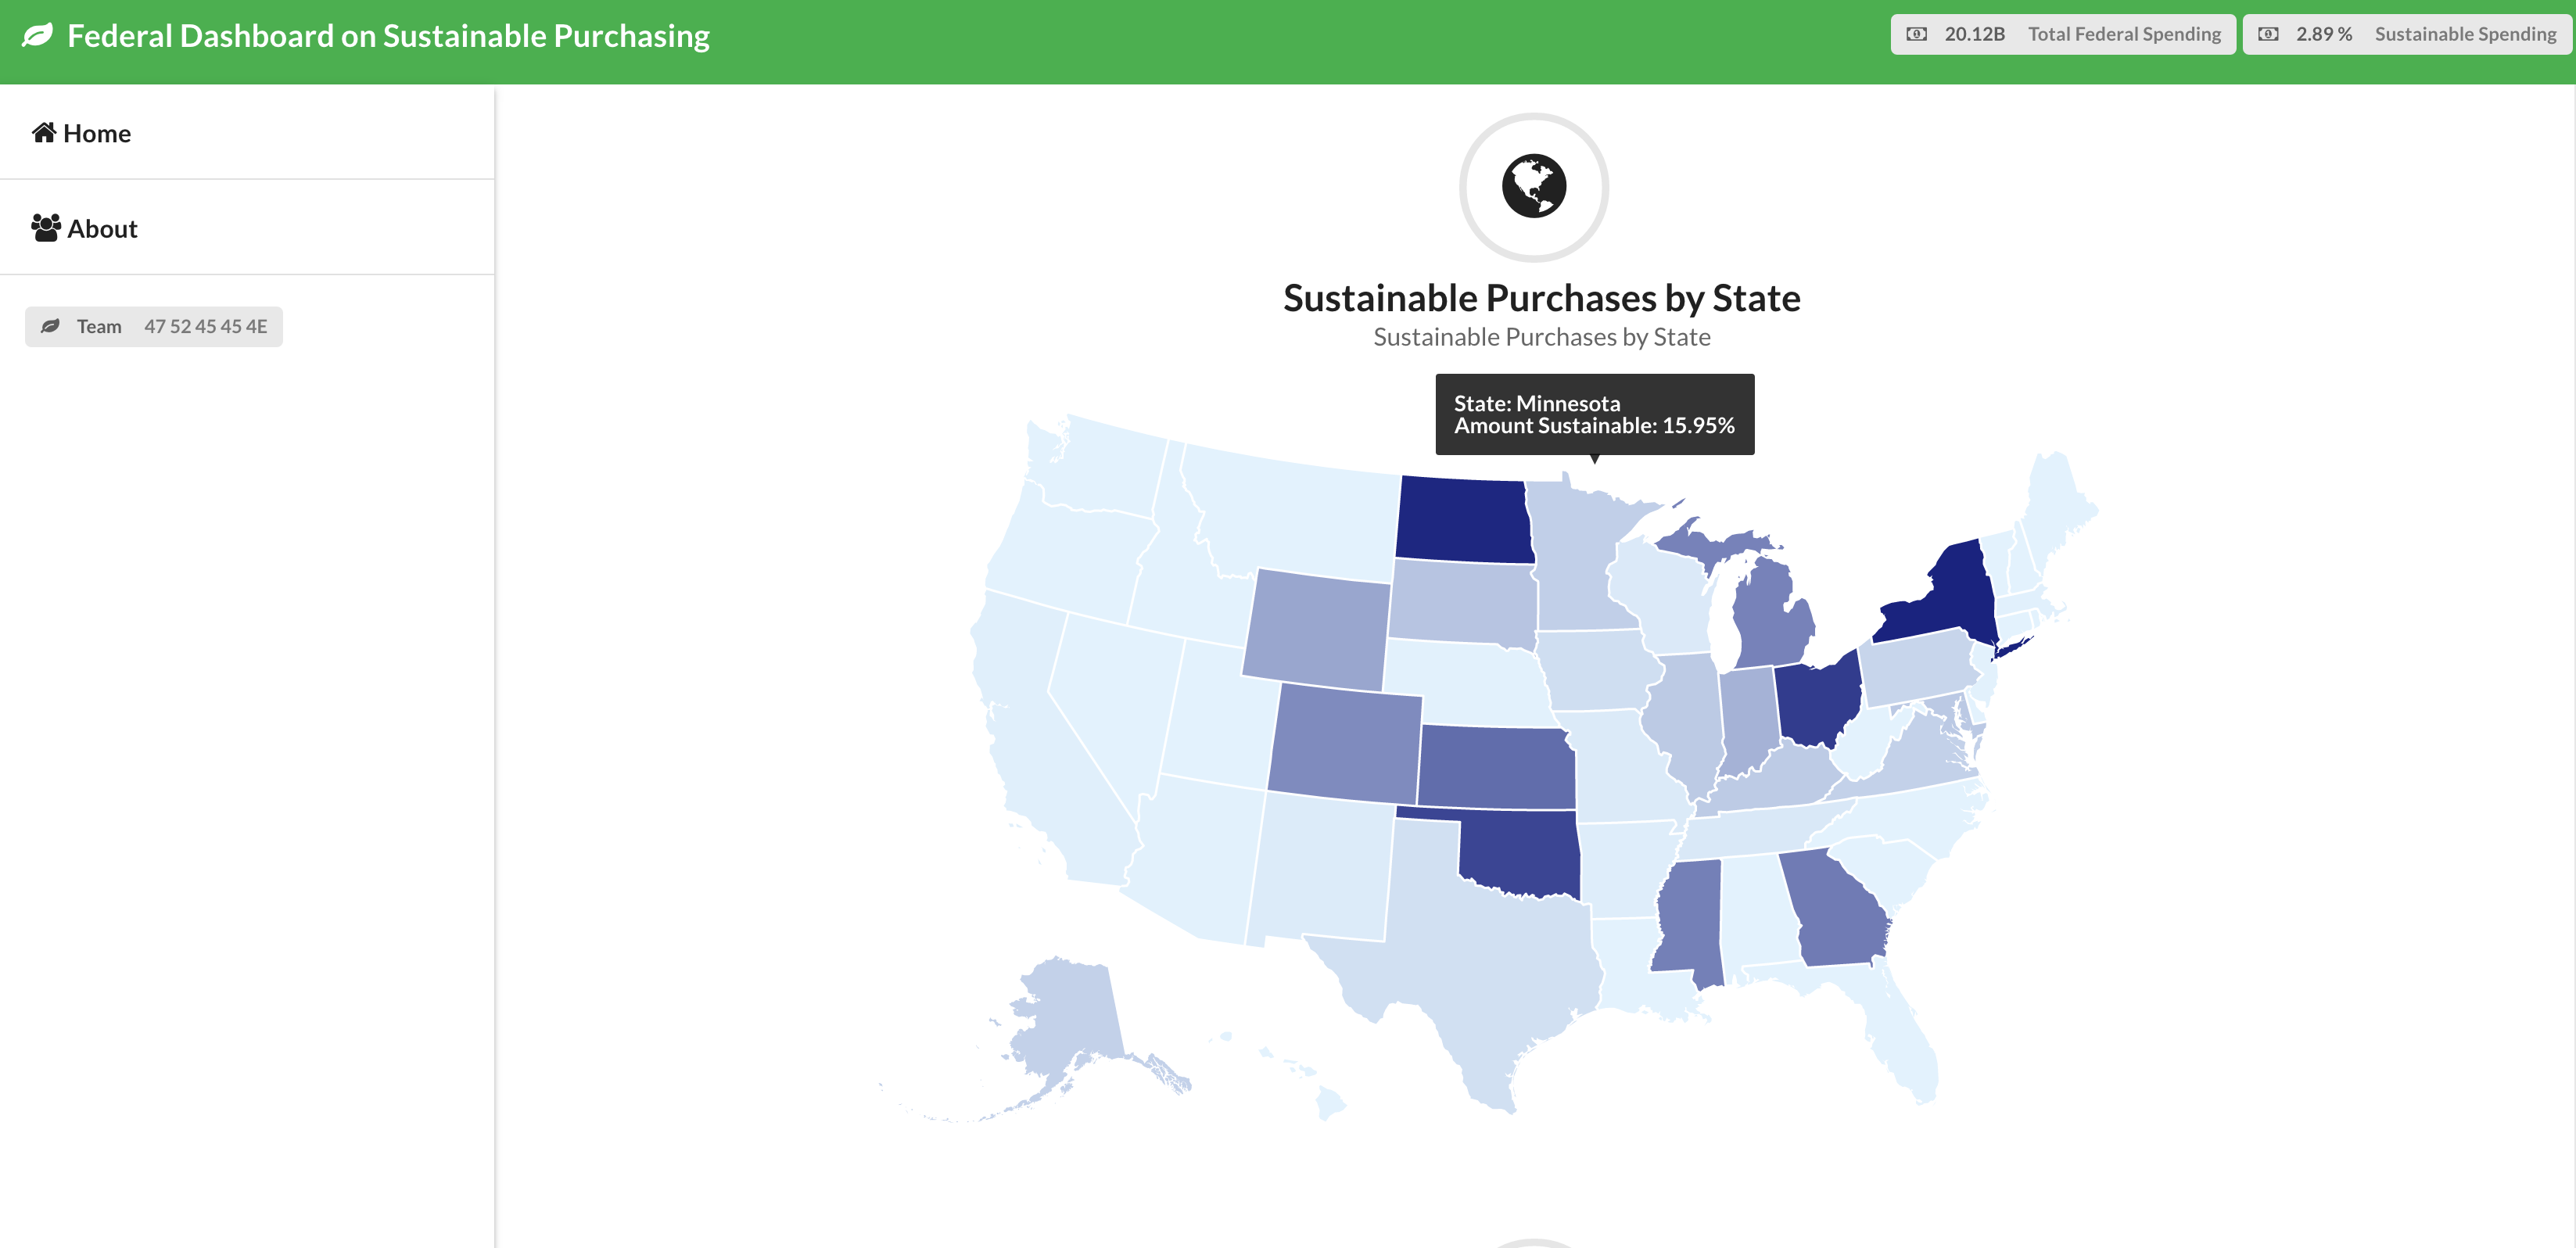 Federal Dashboard on Sustainable Purchasing
20.12B Total Federal Spending
2.89 % Sustainable Spending
Home
About
Team 47 52 45 45 4E
Sustainable Purchases by State
Sustainable Purchases by State
State: Minnesota
Amount Sustainable: 15.95%